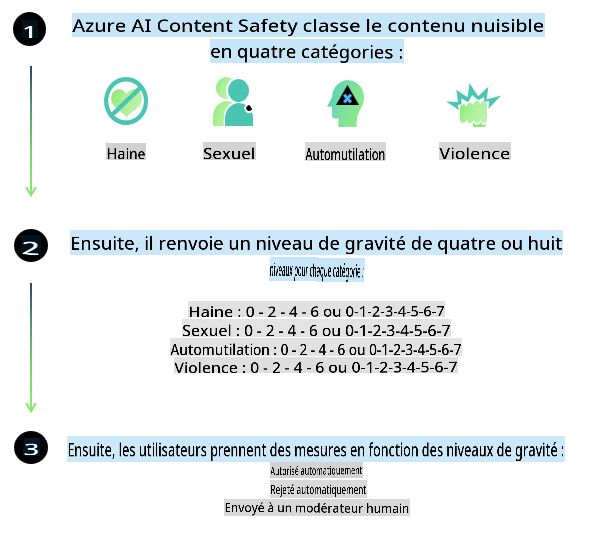 1
Azure AI Content Safety classe le contenu nuisible
en quatre catégories :
Haine Sexuel Automutilation Violence
2
Ensuite, il renvoie un niveau de gravité de quatre ou huit
niveaux pour chaque catégorie :
Haine : 0 - 2 - 4 - 6 ou 0-1-2-3-4-5-6-7
Sexuel : 0 - 2 - 4 - 6 ou 0-1-2-3-4-5-6-7
Automutilation : 0 - 2 - 4 - 6 ou 0-1-2-3-4-5-6-7
Violence : 0 - 2 - 4 - 6 ou 0-1-2-3-4-5-6-7
3
Ensuite, les utilisateurs prennent des mesures en fonction des niveaux de gravité :
Autorisé automatiquement
Rejeté automatiquement
Envoyé à un modérateur humain